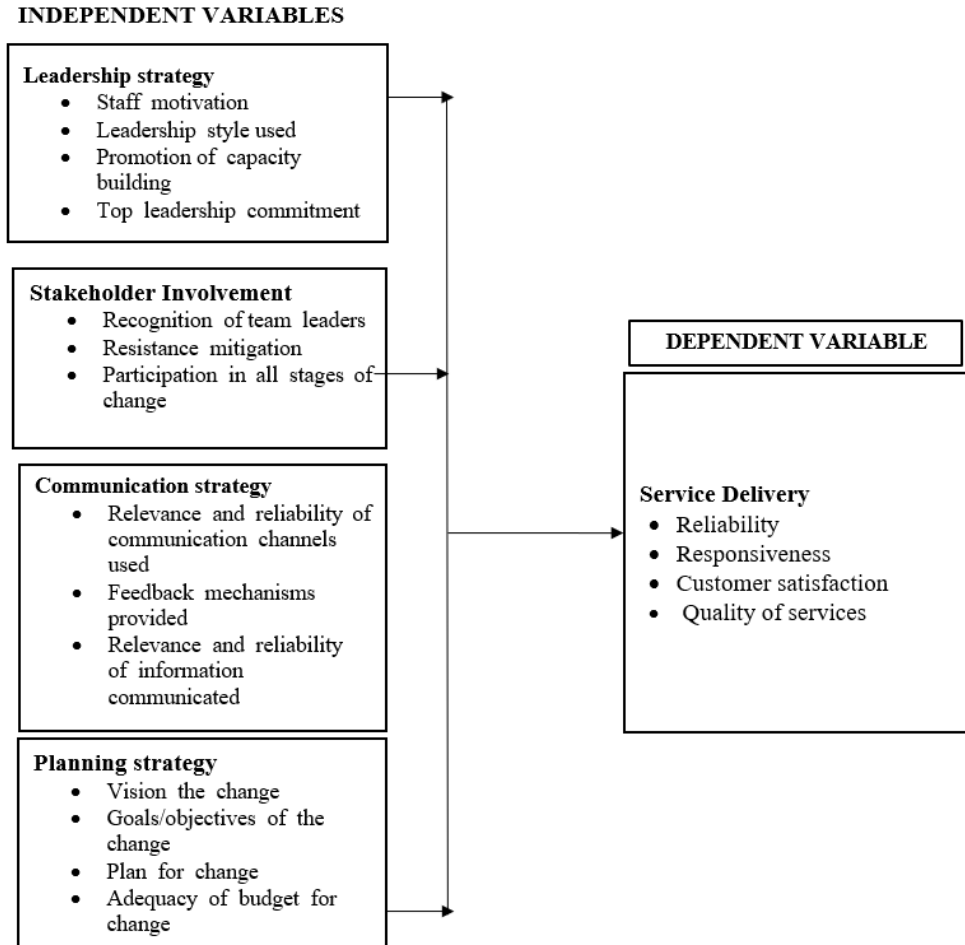 INDEPENDENT VARIABLES
Leadership strategy
• Staff motivation
• Leadership style used
• Promotion of capacity
building
• Top leadership commitment
Stakeholder Involvement
• Recognition of team leaders
• Resistance mitigation
• Participation in all stages of
change
Communication strategy
• Relevance and reliability of
communication channels
used
• Feedback mechanisms
provided
• Relevance and reliability
of information
communicated
Planning strategy
• Vision the change
• Goals/objectives of the
change
• Plan for change
• Adequacy of budget for
change
DEPENDENT VARIABLE
Service Delivery
• Reliability
• Responsiveness
• Customer satisfaction
• Quality of services